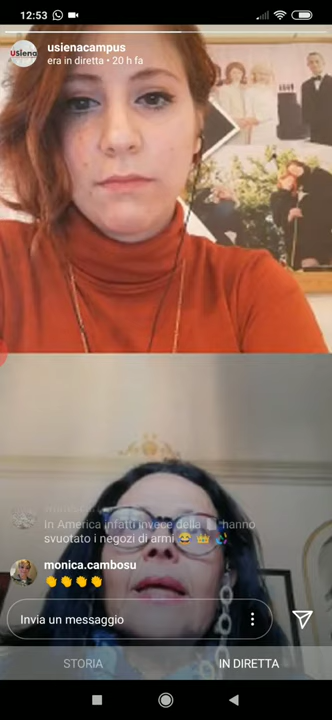 12:53
USiena
usienacampus
era in diretta • 20 h fa
In America infatti invece della 🧻 hanno
svuotato i negozi di armi 😂 👑 🌏
monica.cambosu
👏👏👏👏
Invia un messaggio
STORIA IN DIRETTA